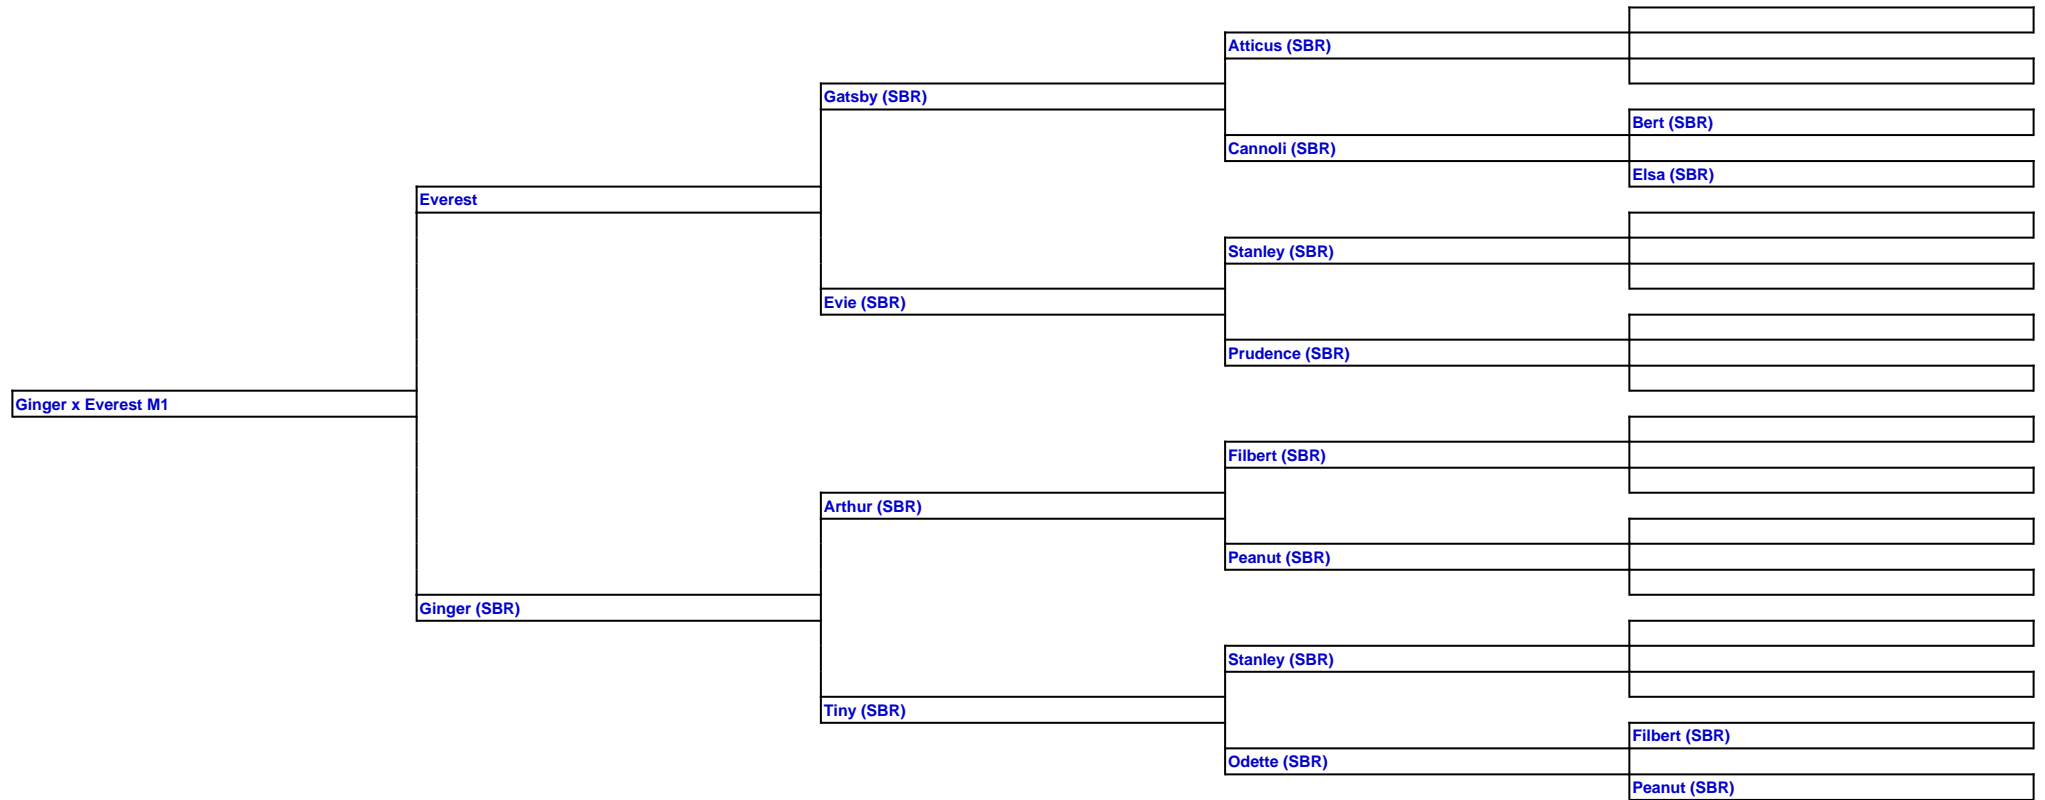 Atticus (SBR)
Gatsby (SBR)
Bert (SBR)
Cannoli (SBR)
Elsa (SBR)
Everest
Stanley (SBR)
Evie (SBR)
Prudence (SBR)
Ginger x Everest M1
Filbert (SBR)
Arthur (SBR)
Peanut (SBR)
Ginger (SBR)
Stanley (SBR)
Tiny (SBR)
Filbert (SBR)
Odette (SBR)
Peanut (SBR)